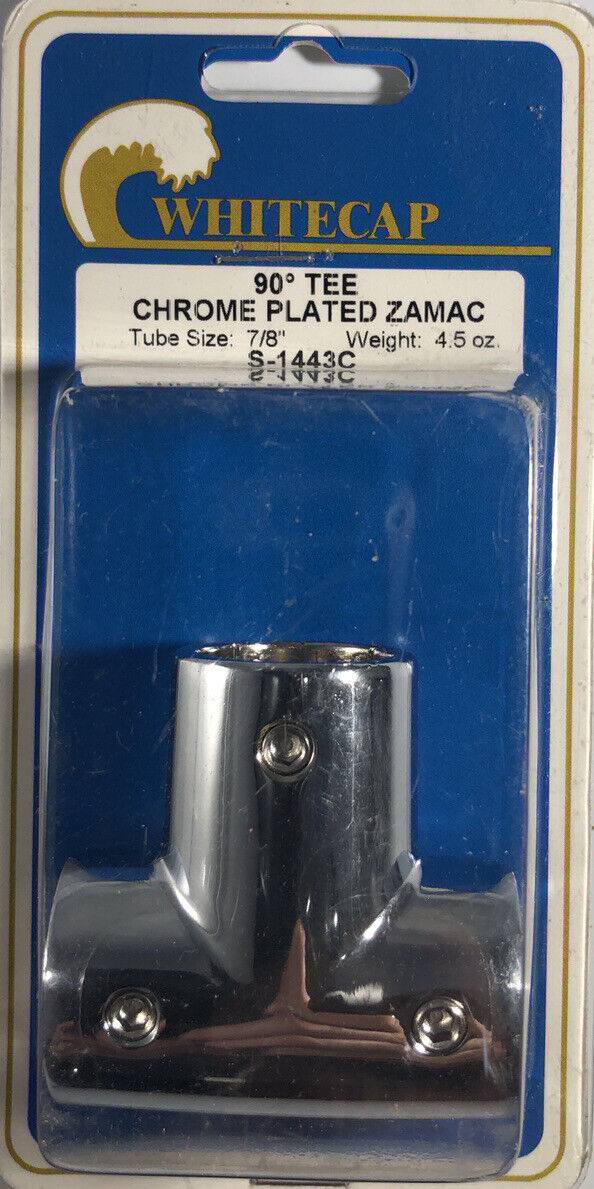 WHITECAP
90° TEE
CHROME PLATED ZAMAC
Tube Size: 7/8" Weight: 4.5 oz.
S-1443C